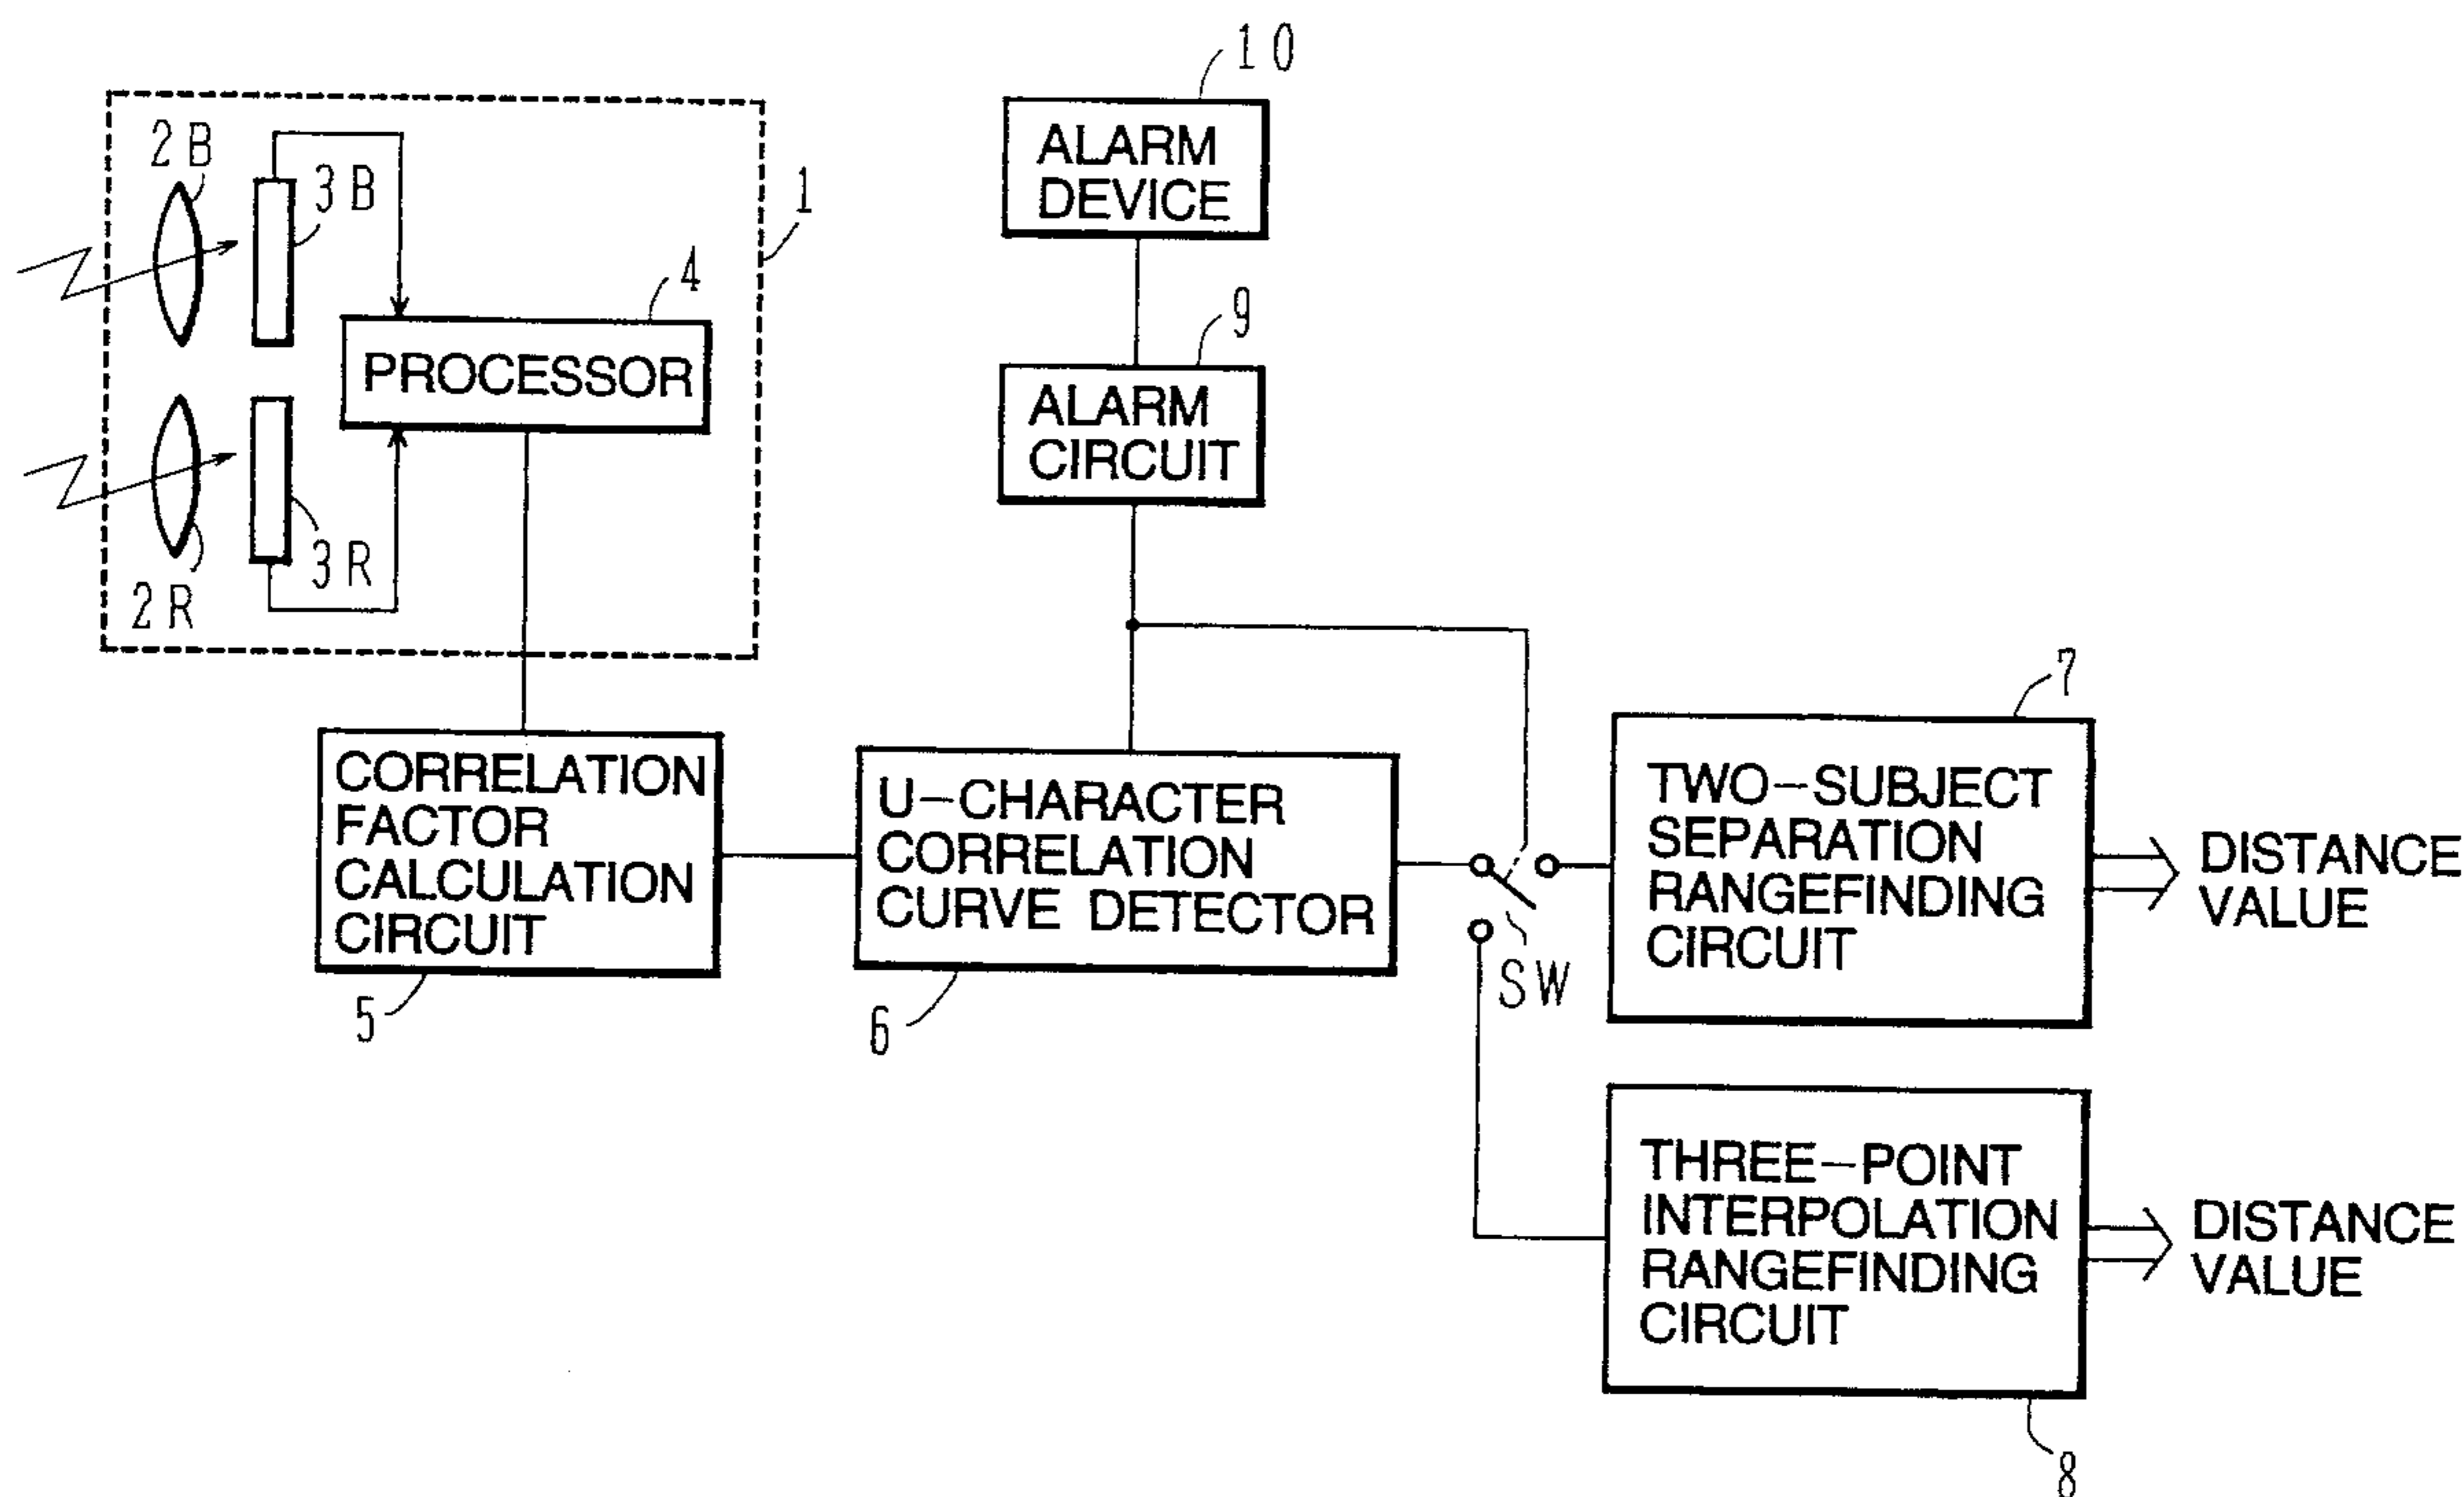 10
ALARM
DEVICE
2B
3B
1
4
PROCESSOR
9
ALARM
CIRCUIT
3R
2R
7
CORRELATION
FACTOR
CALCULATION
CIRCUIT
5
U-CHARACTER
CORRELATION
CURVE DETECTOR
6
SW
TWO-SUBJECT
SEPARATION
RANGEFINDING
CIRCUIT
DISTANCE
VALUE
THREE-POINT
INTERPOLATION
RANGEFINDING
CIRCUIT
DISTANCE
VALUE
8